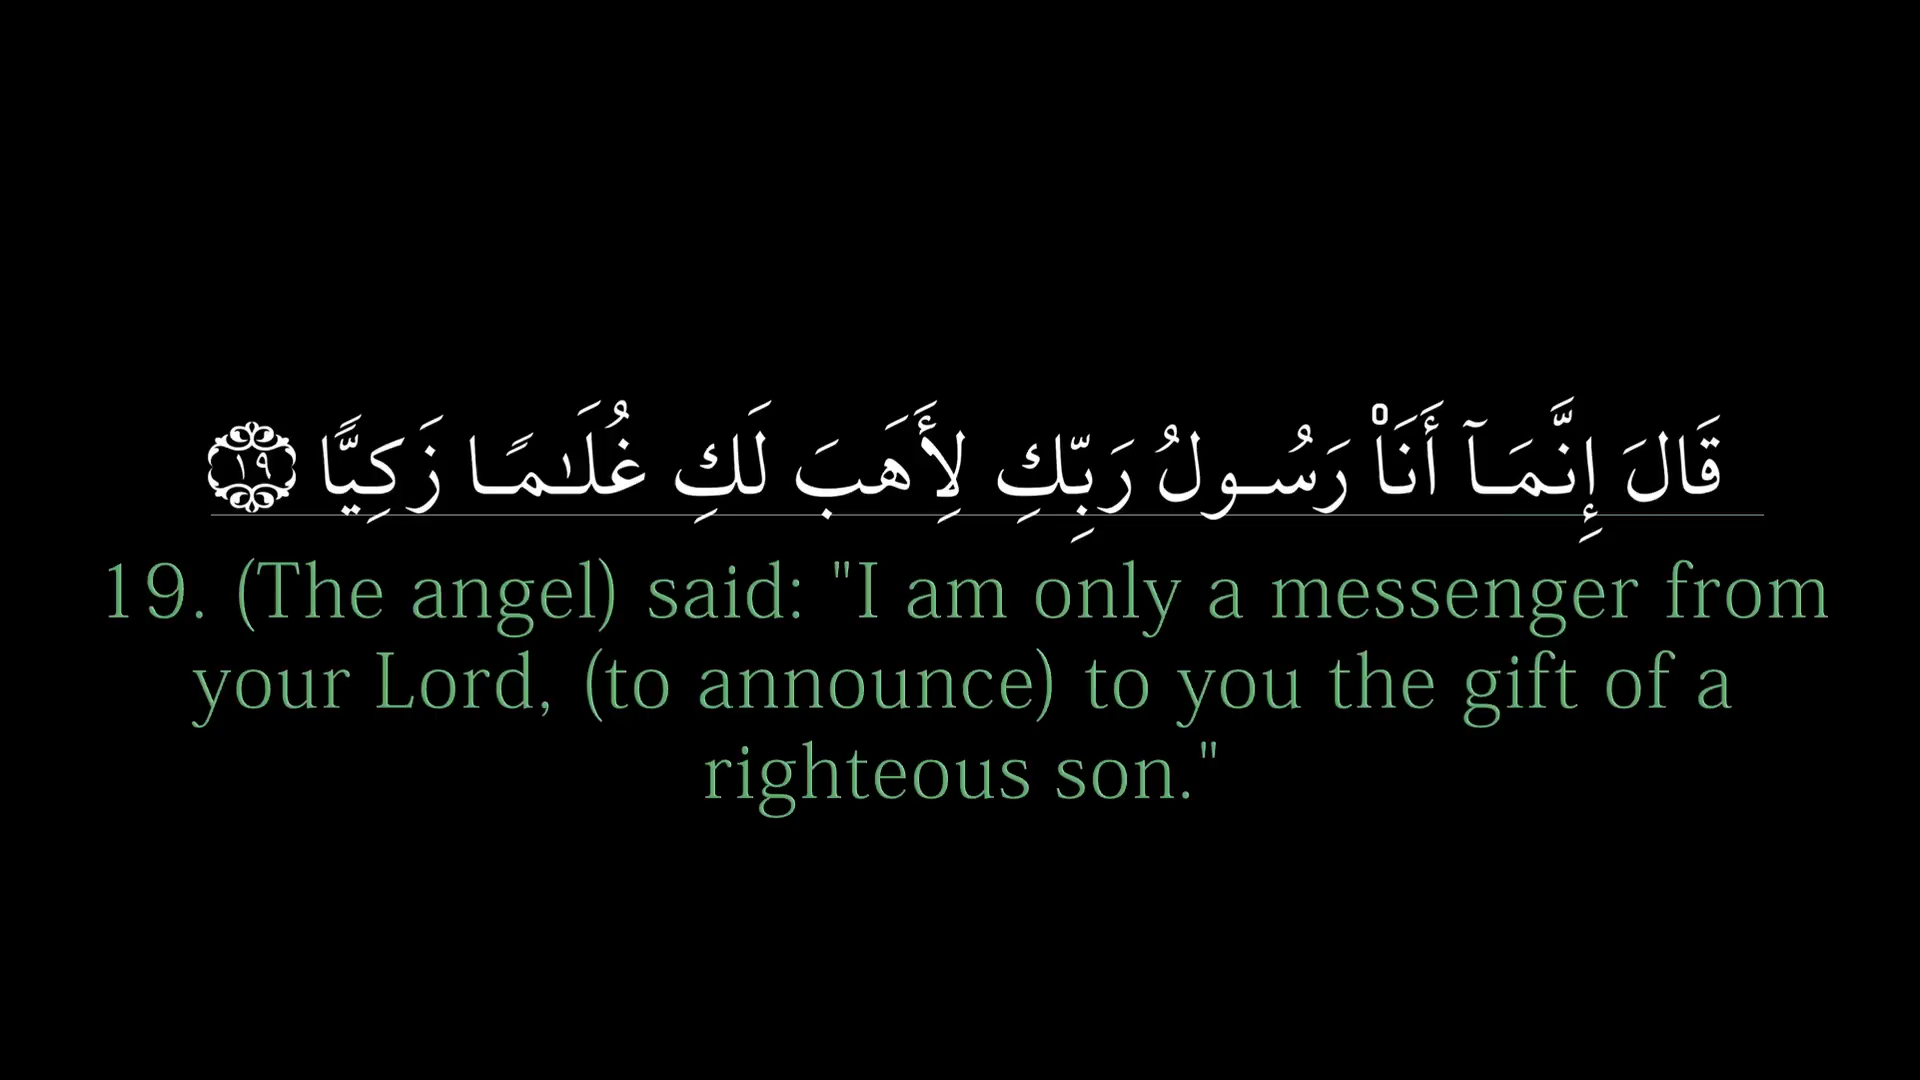 قَالَ إِنَّمَآ أَنَا۠ رَسُولُ رَبِّكِ لِأَهَبَ لَكِ غُلَـٰمًا زَكِيًّا ١٩
19. (The angel) said: "I am only a messenger from
your Lord, (to announce) to you the gift of a
righteous son."